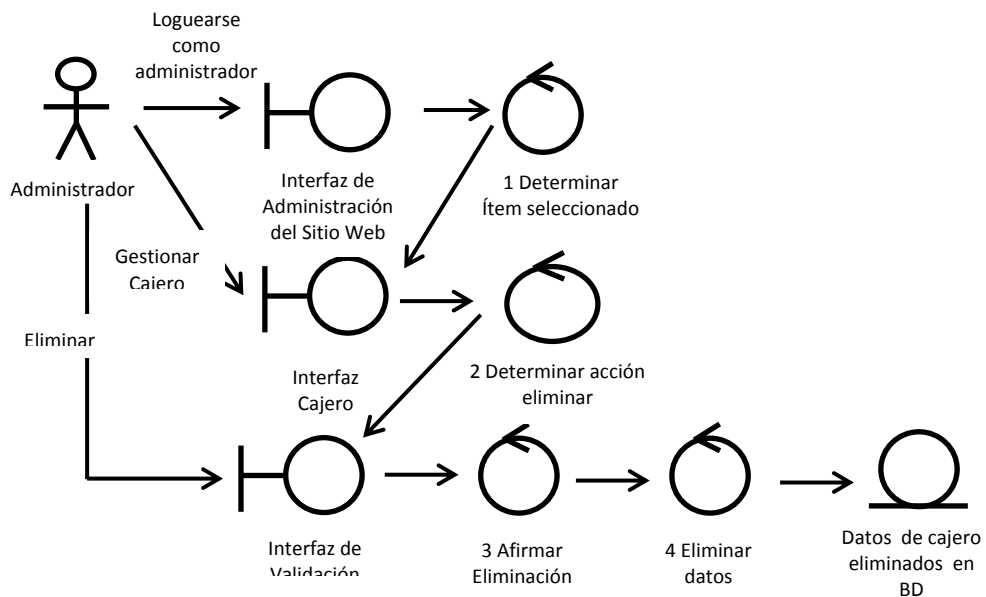 Loguearse
como
administrador
Administrador
Interfaz de
Administración
del Sitio Web
1 Determinar
Ítem seleccionado
Gestionar
Cajero
Eliminar
Interfaz
Cajero
2 Determinar acción
eliminar
Interfaz de
Validación
3 Afirmar
Eliminación
4 Eliminar
datos
Datos de cajero
eliminados en
BD